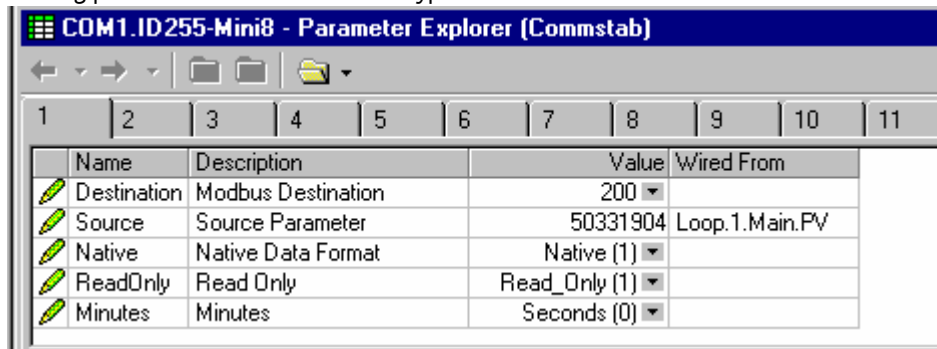 COM1.ID255-Mini8 - Parameter Explorer (Commstab)
1 2 3 4 5 6 7 8 9 10 11
Name Description Value Wired From
Destination Modbus Destination 200
Source Source Parameter 50331904 Loop.1.Main.PV
Native Native Data Format Native (1)
ReadOnly Read Only Read_Only (1)
Minutes Minutes Seconds (0)